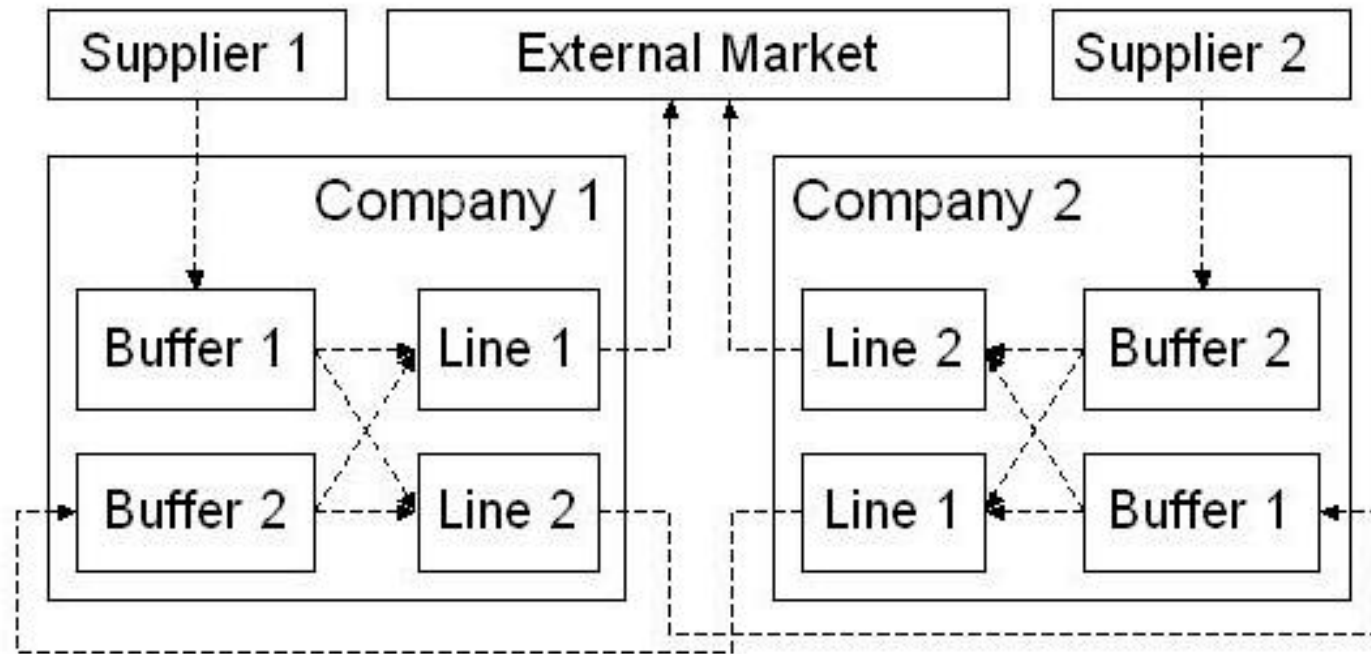 Supplier 1
External Market
Supplier 2
Company 1
Company 2
Buffer 1
Line 1
Line 2
Buffer 2
Buffer 2
Line 2
Line 1
Buffer 1